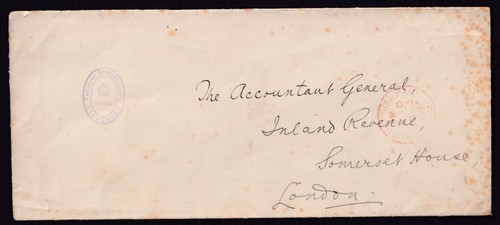 The Accountant General
Inland Revenue,
Somerset House,
London.